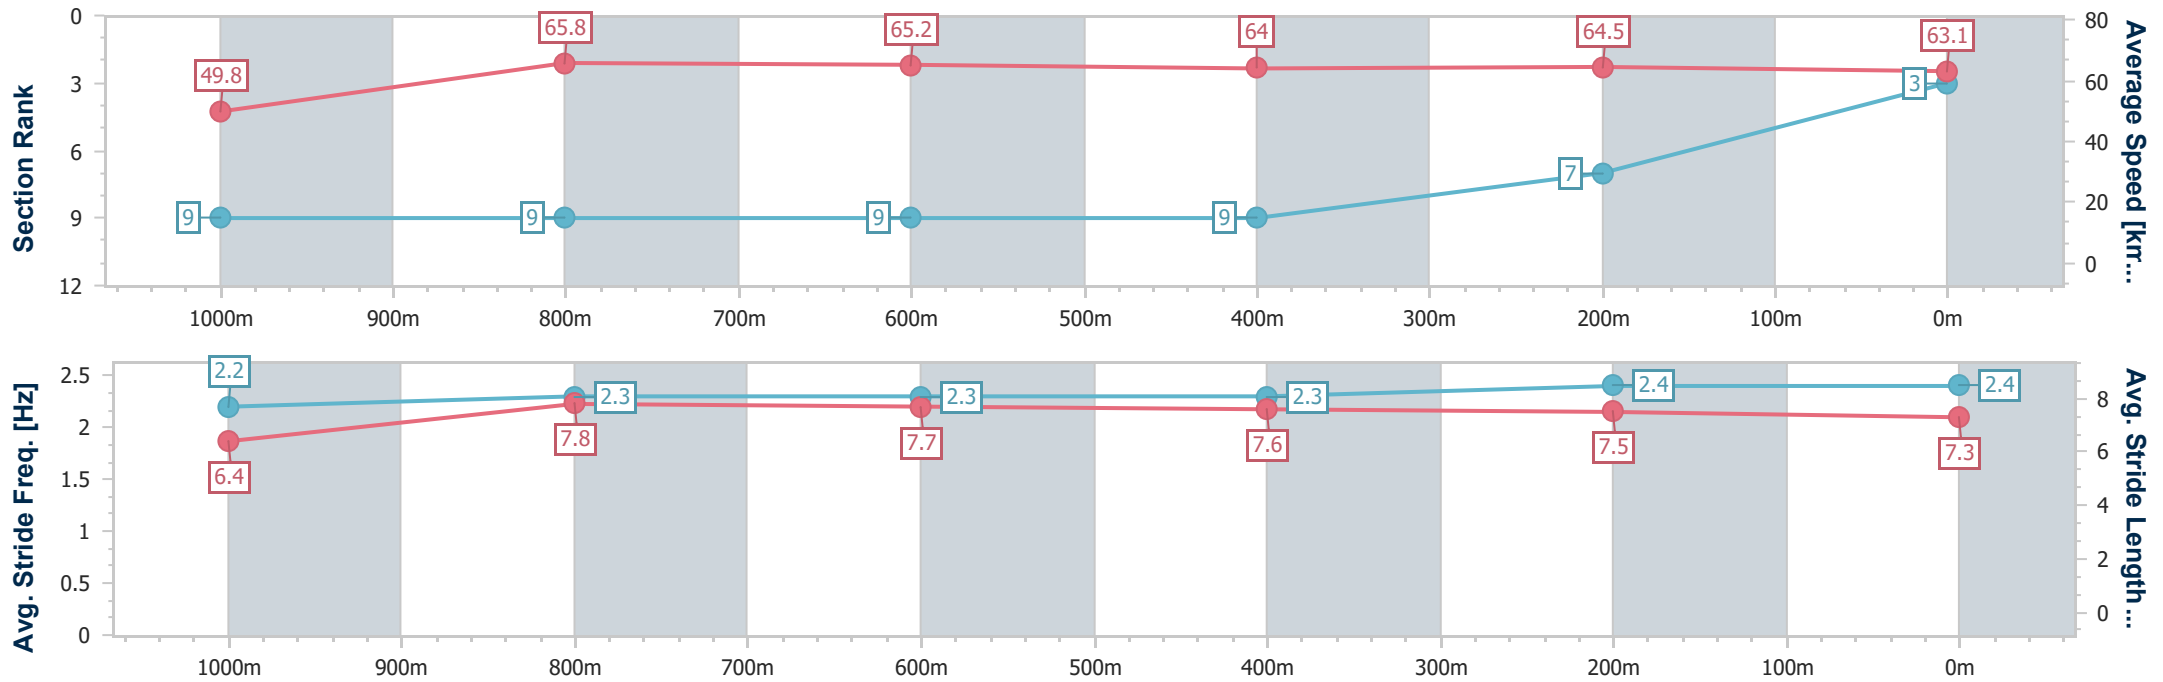 Section Rank
0
3
6
9
12
49.8
65.8
65.2
64
64.5
63.1
9
9
9
9
7
3
80
60
40
20
0
Average Speed [km...
1000m
900m
800m
700m
600m
500m
400m
300m
200m
100m
0m
Avg. Stride Freq. [Hz]
2.5
2
1.5
1
0.5
0
2.2
2.3
2.3
2.3
2.4
2.4
6.4
7.8
7.7
7.6
7.5
7.3
8
6
4
2
0
Avg. Stride Length ...
1000m
900m
800m
700m
600m
500m
400m
300m
200m
100m
0m